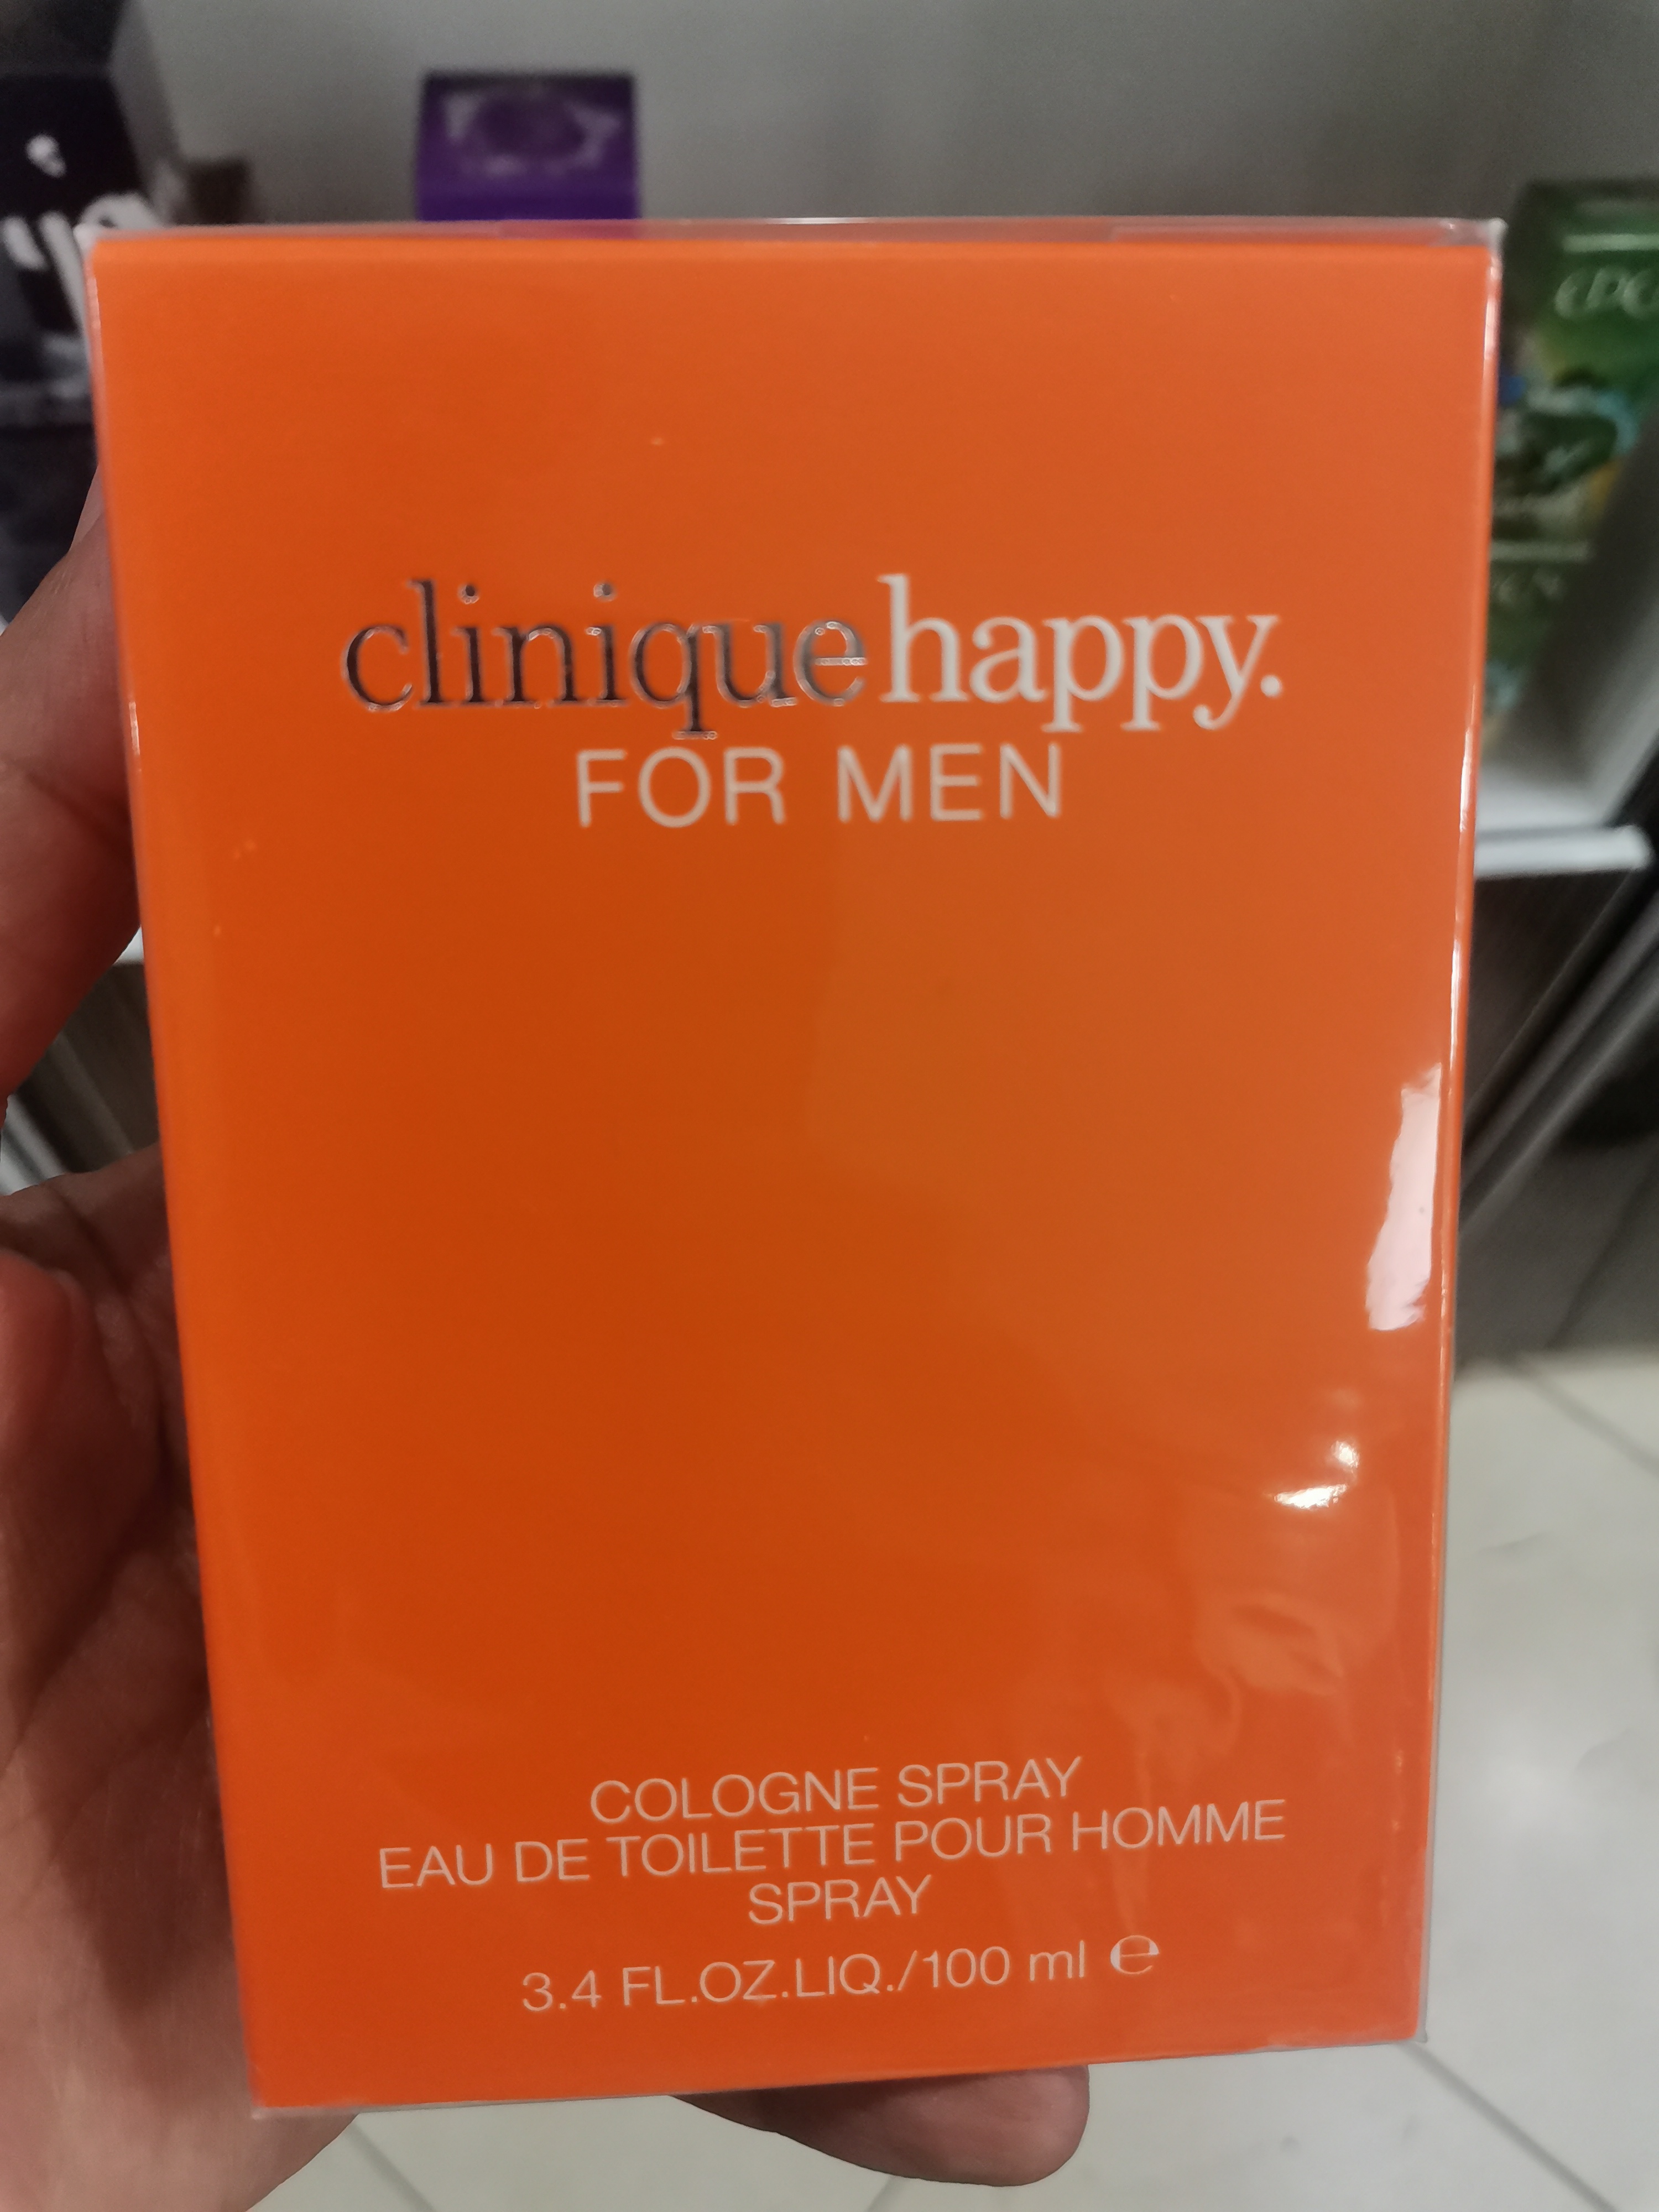 clinique happy.
FOR MEN
COLOGNE SPRAY
EAU DE TOILETTE POUR HOMME
SPRAY
3.4 FL.OZ.LIQ./100 ml ℮